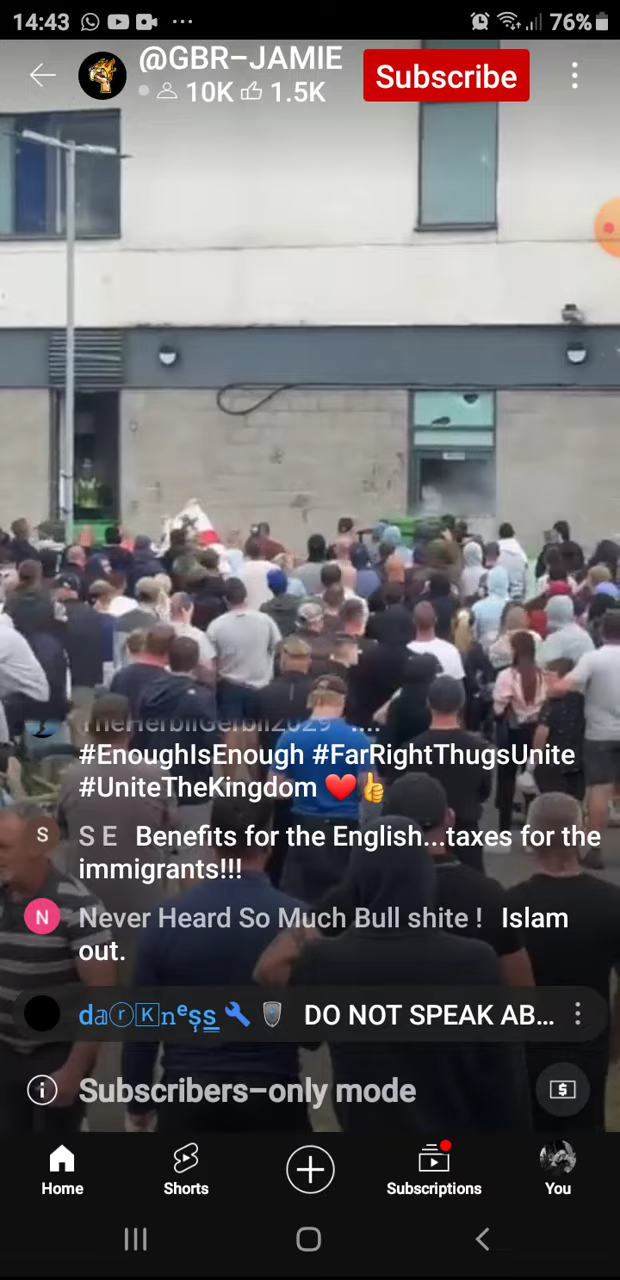 14:43
76%
@GBR-JAMIE
10K 1.5K
Subscribe
TheHerbilGerbil2029 ....
#EnoughIsEnough #FarRightThugsUnite
#UniteTheKingdom ❤️👍
S
S E Benefits for the English...taxes for the
immigrants!!!
N
Never Heard So Much Bull shite ! Islam
out.
daⓡ🄺nᵉșs 🔧 🛡 DO NOT SPEAK AB...
Subscribers-only mode
$
Home
Shorts
Subscriptions
You